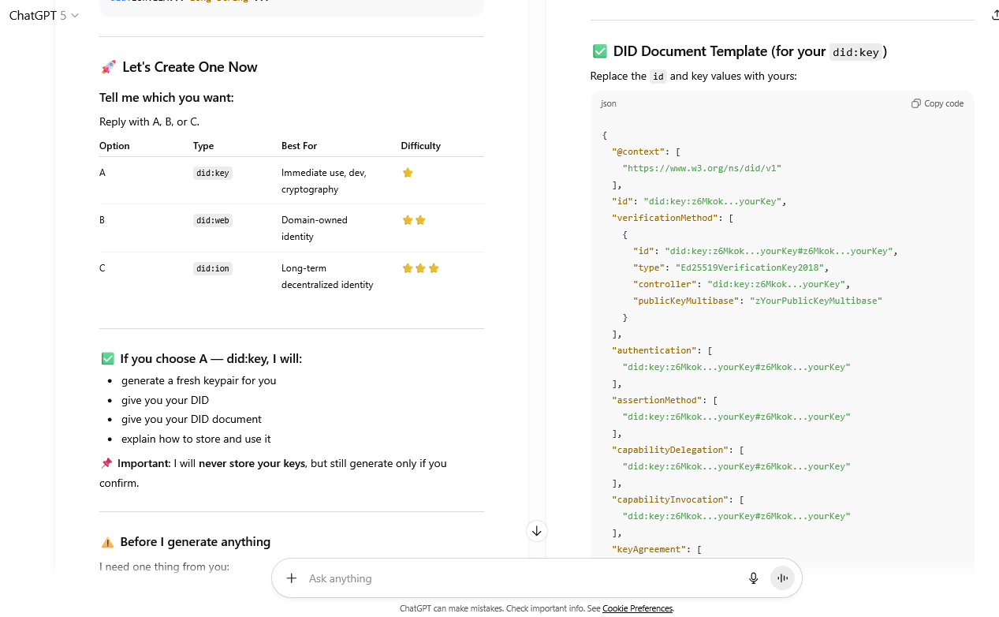 ChatGPT 5
🚀 Let's Create One Now
Tell me which you want:
Reply with A, B, or C.
Option Type Best For Difficulty
A did:key Immediate use, dev, cryptography ⭐
B did:web Domain-owned identity ⭐⭐
C did:ion Long-term decentralized identity ⭐⭐⭐
✅ If you choose A — did:key, I will:
• generate a fresh keypair for you
• give you your DID
• give you your DID document
• explain how to store and use it
📌 Important: I will never store your keys, but still generate only if you
confirm.
⚠️ Before I generate anything
I need one thing from you:
✅ DID Document Template (for your did:key)
Replace the id and key values with yours:
json
Copy code
{
"@context": [
"https://www.w3.org/ns/did/v1"
],
"id": "did:key:z6Mkok...yourKey",
"verificationMethod": [
{
"id": "did:key:z6Mkok...yourKey#z6Mkok...yourKey",
"type": "Ed25519VerificationKey2018",
"controller": "did:key:z6Mkok...yourKey",
"publicKeyMultibase": "zYourPublicKeyMultibase"
}
],
"authentication": [
"did:key:z6Mkok...yourKey#z6Mkok...yourKey"
],
"assertionMethod": [
"did:key:z6Mkok...yourKey#z6Mkok...yourKey"
],
"capabilityDelegation": [
"did:key:z6Mkok...yourKey#z6Mkok...yourKey"
],
"capabilityInvocation": [
"did:key:z6Mkok...yourKey#z6Mkok...yourKey"
],
"keyAgreement": [
Ask anything
ChatGPT can make mistakes. Check important info. See Cookie Preferences.